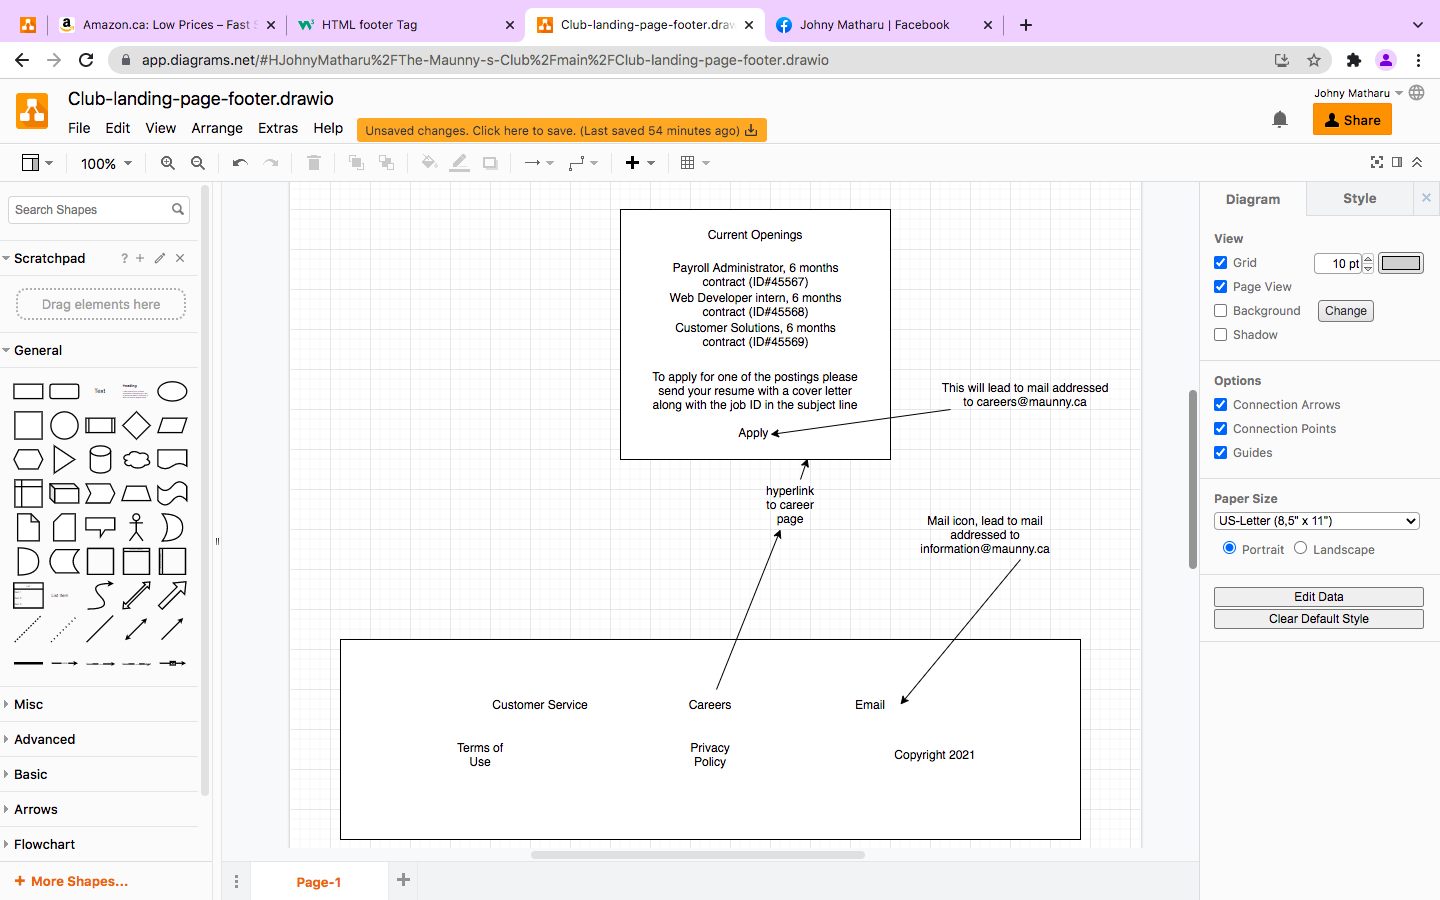 Amazon.ca: Low Prices – Fast S
HTML footer Tag
Club-landing-page-footer.draw
Johny Matharu | Facebook
app.diagrams.net/#HJohnyMatharu%2FThe-Maunny-s-Club%2Fmain%2FClub-landing-page-footer.drawio
Club-landing-page-footer.drawio
Johny Matharu
File Edit View Arrange Extras Help
Unsaved changes. Click here to save. (Last saved 54 minutes ago)
Share
100%
Search Shapes
Scratchpad
?
Drag elements here
General
Text
Heading
List Item
Misc
Advanced
Basic
Arrows
Flowchart
+ More Shapes...
Current Openings
Payroll Administrator, 6 months
contract (ID#45567)
Web Developer intern, 6 months
contract (ID#45568)
Customer Solutions, 6 months
contract (ID#45569)
To apply for one of the postings please
send your resume with a cover letter
along with the job ID in the subject line
Apply
This will lead to mail addressed
to careers@maunny.ca
hyperlink
to career
page
Mail icon, lead to mail
addressed to
information@maunny.ca
Customer Service
Careers
Email
Terms of
Use
Privacy
Policy
Copyright 2021
Page-1
Diagram
Style
View
Grid
10 pt
Page View
Background
Change
Shadow
Options
Connection Arrows
Connection Points
Guides
Paper Size
US-Letter (8,5" x 11")
Portrait
Landscape
Edit Data
Clear Default Style